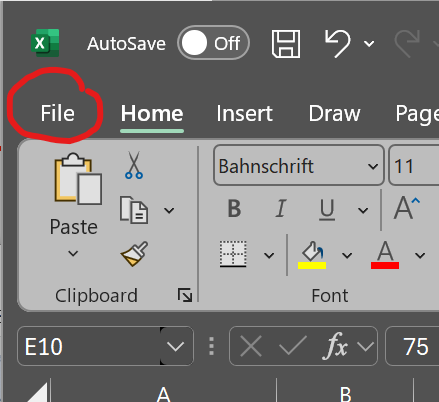 AutoSave Off
File Home Insert Draw Page
Bahnschrift 11
Paste B I U A
A
Clipboard Font
E10 fx 75
A B